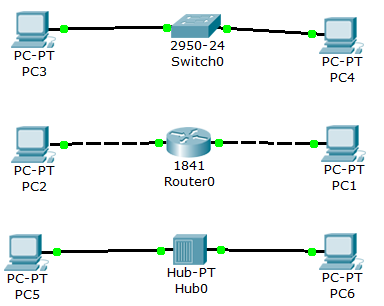 PC-PT
PC3
2950-24
Switch0
PC-PT
PC4
PC-PT
PC2
1841
Router0
PC-PT
PC1
PC-PT
PC5
Hub-PT
Hub0
PC-PT
PC6